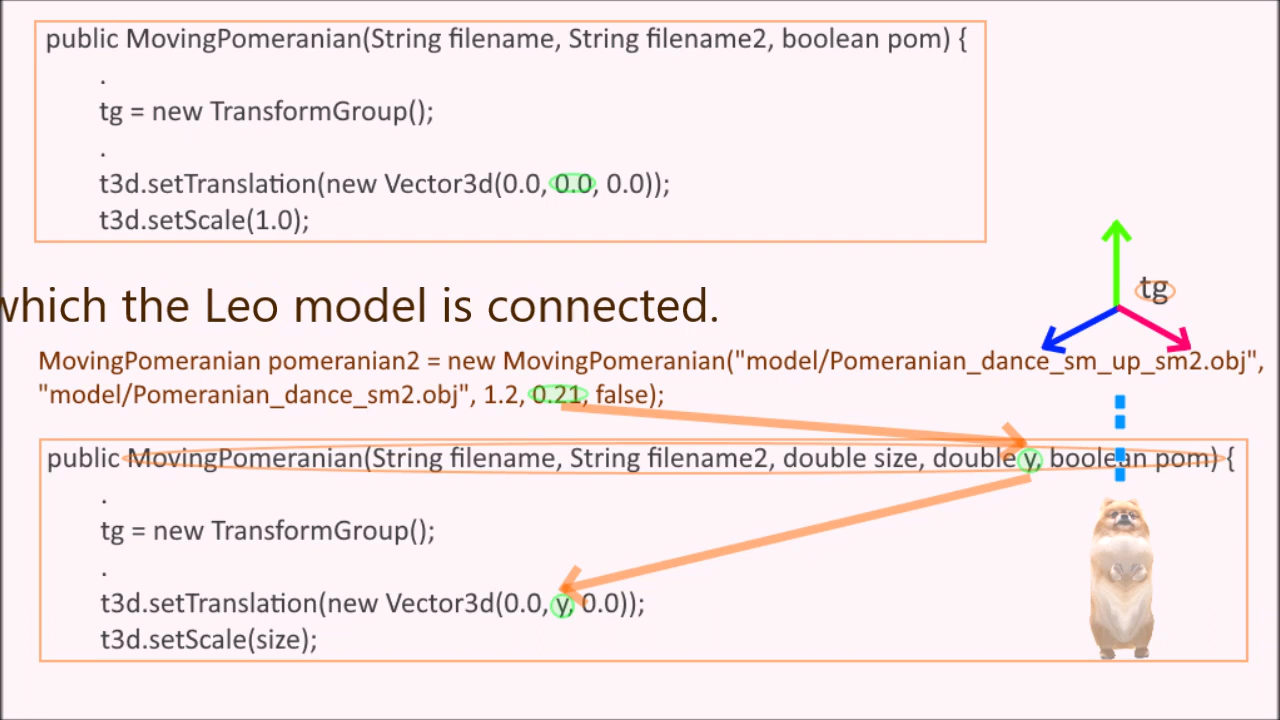 public MovingPomeranian(String filename, String filename2, boolean pom) {
.
tg = new TransformGroup();
.
t3d.setTranslation(new Vector3d(0.0, 0.0, 0.0));
t3d.setScale(1.0);
tg
which the Leo model is connected.
MovingPomeranian pomeranian2 = new MovingPomeranian("model/Pomeranian_dance_sm_up_sm2.obj",
"model/Pomeranian_dance_sm2.obj", 1.2, 0.21, false);
public MovingPomeranian(String filename, String filename2, double size, double y, boolean pom) {
.
tg = new TransformGroup();
.
t3d.setTranslation(new Vector3d(0.0, y, 0.0));
t3d.setScale(size);